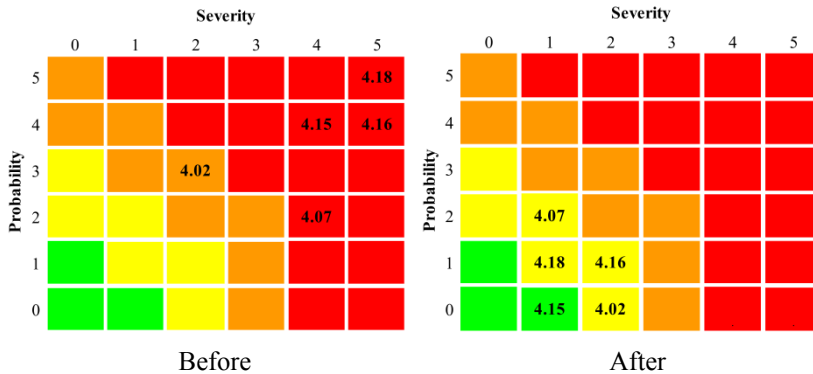 Severity
0 1 2 3 4 5
5 4.18
4 4.15 4.16
3 4.02
2 4.07
1
0
Probability
Before
Severity
0 1 2 3 4 5
5
4
3
2 4.07
1 4.18 4.16
0 4.15 4.02
Probability
After